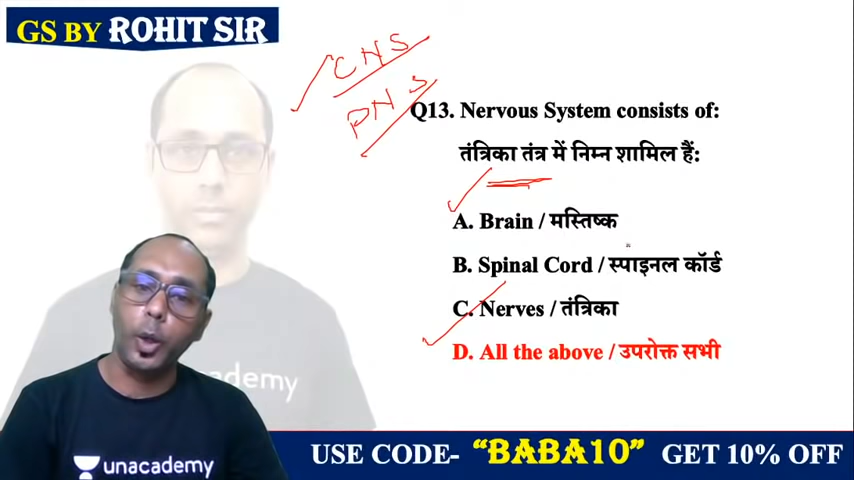 GS BY ROHIT SIR
CNS
PNS
Q13. Nervous System consists of:
तंत्रिका तंत्र में निम्न शामिल हैं:
A. Brain / मस्तिष्क
B. Spinal Cord / स्पाइनल कॉर्ड
C. Nerves / तंत्रिका
D. All the above / उपरोक्त सभी
ademy
unacademy
USE CODE- “BABA10” GET 10% OFF